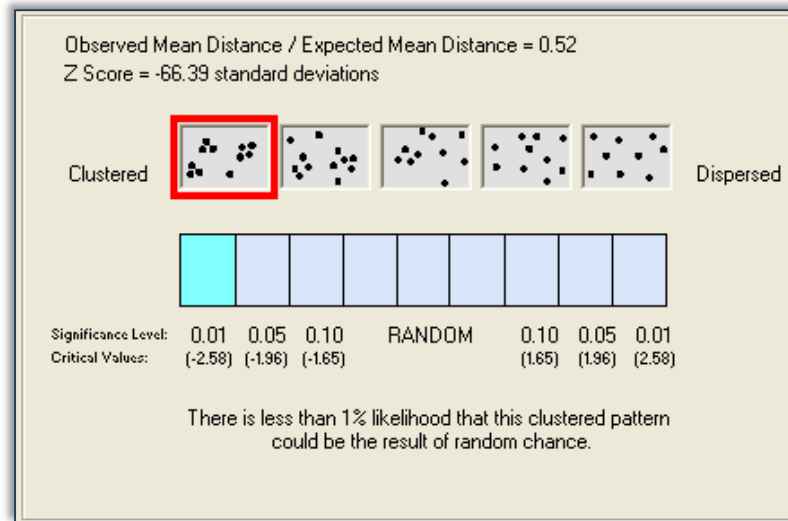 Observed Mean Distance / Expected Mean Distance = 0.52
Z Score = -66.39 standard deviations
Clustered
Dispersed
Significance Level: 0.01 0.05 0.10 RANDOM 0.10 0.05 0.01
Critical Values: (-2.58) (-1.96) (-1.65) (1.65) (1.96) (2.58)
There is less than 1% likelihood that this clustered pattern
could be the result of random chance.